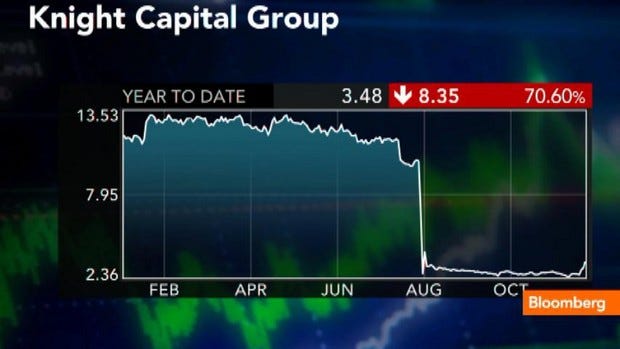 Knight Capital Group
YEAR TO DATE 3.48 8.35 70.60%
13.53
7.95
2.36
FEB APR JUN AUG OCT
Bloomberg